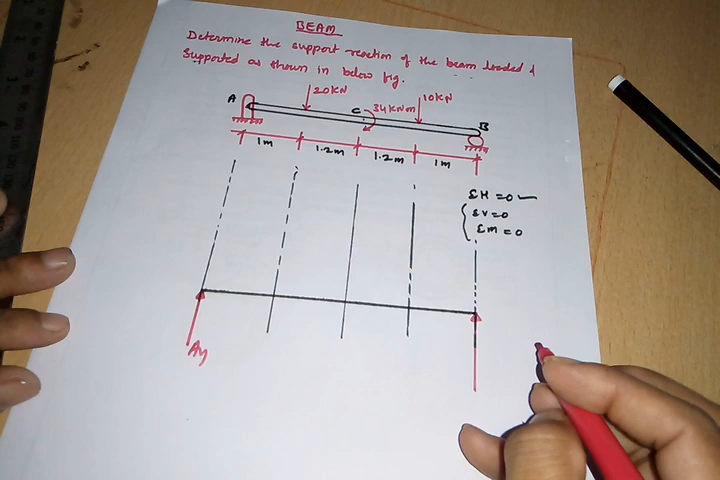 BEAM
Determine the support reaction of the beam loaded &
Supported as shown in below fig.
20KN
A
C
34KNm
10KN
B
1m
1.2m
1.2m
1m
ΣH=0
ΣV=0
ΣM=0
Ay